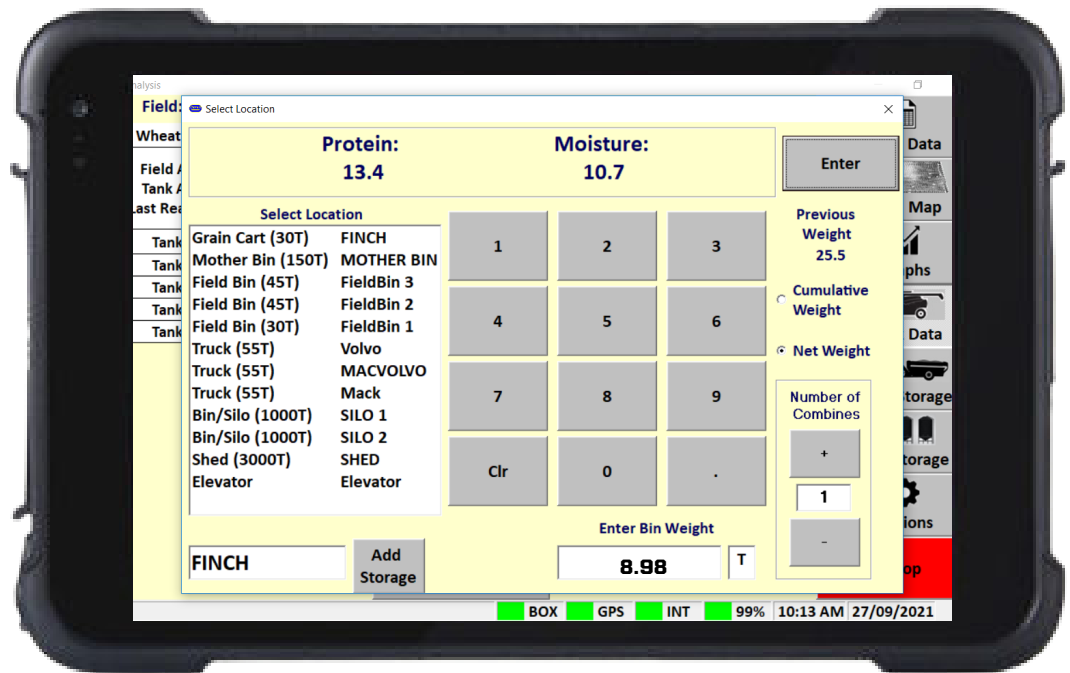 nalysis
Field:
Select Location
Wheat
Protein:
Moisture:
13.4
10.7
Enter
Data
Field A
Tank A
Last Rea
Map
Select Location
Grain Cart (30T) FINCH
Mother Bin (150T) MOTHER BIN
Field Bin (45T) FieldBin 3
Field Bin (45T) FieldBin 2
Field Bin (30T) FieldBin 1
Truck (55T) Volvo
Truck (55T) MACVOLVO
Truck (55T) Mack
Bin/Silo (1000T) SILO 1
Bin/Silo (1000T) SILO 2
Shed (3000T) SHED
Elevator Elevator
Tank
Tank
Tank
Tank
Tank
1 2 3
4 5 6
7 8 9
Clr 0 .
Previous
Weight
25.5
Cumulative
Weight
Net Weight
Number of
Combines
+
1
-
phs
Data
torage
torage
ions
op
Enter Bin Weight
FINCH
Add
Storage
8.98
T
BOX GPS INT 99% 10:13 AM 27/09/2021